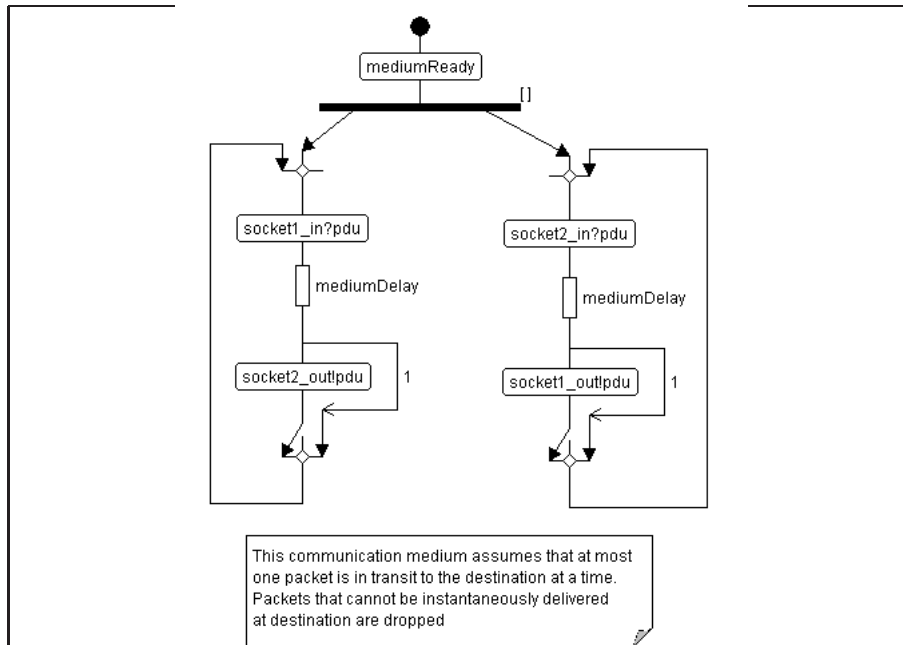 mediumReady
[ ]
socket1_in?pdu
socket2_in?pdu
mediumDelay
mediumDelay
socket2_out!pdu
1
socket1_out!pdu
1
This communication medium assumes that at most
one packet is in transit to the destination at a time.
Packets that cannot be instantaneously delivered
at destination are dropped